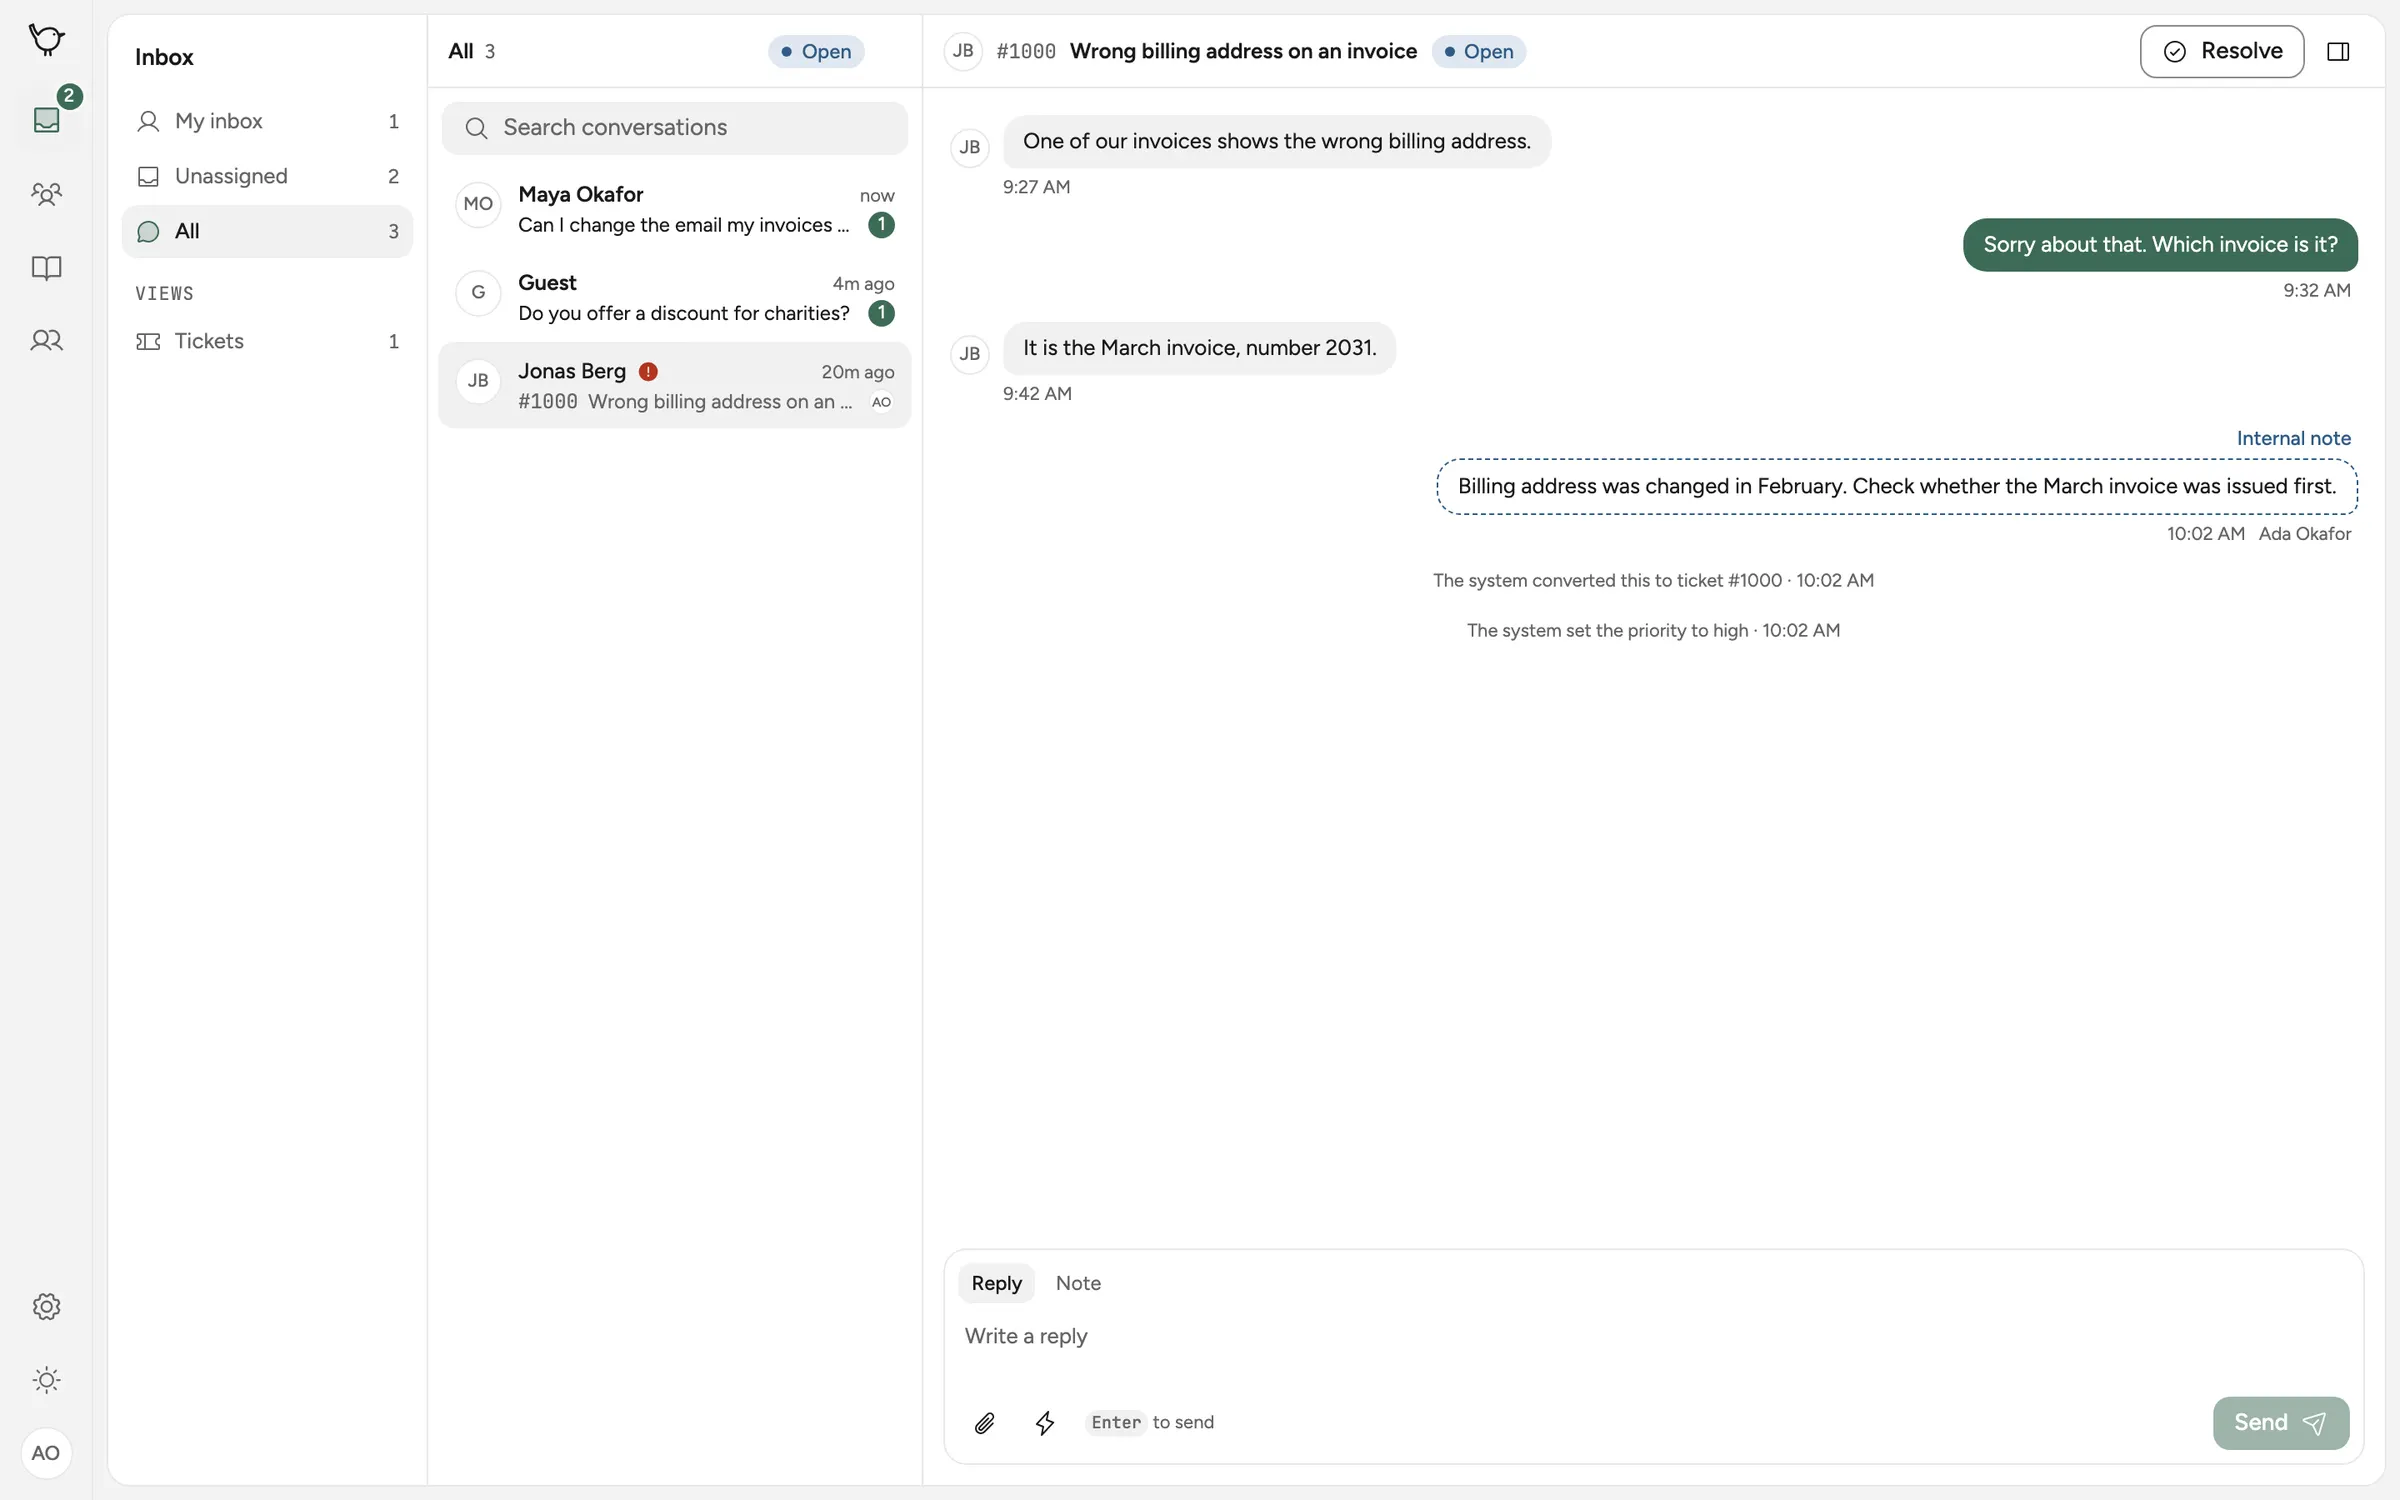 2
AO
Inbox
My inbox 1
Unassigned 2
All 3
VIEWS
Tickets 1
All 3 Open
Search conversations
MO Maya Okafor now
Can I change the email my invoices ... 1
G Guest 4m ago
Do you offer a discount for charities? 1
JB Jonas Berg ! 20m ago
#1000 Wrong billing address on an ... AO
JB #1000 Wrong billing address on an invoice Open Resolve
JB One of our invoices shows the wrong billing address.
9:27 AM
Sorry about that. Which invoice is it?
9:32 AM
JB It is the March invoice, number 2031.
9:42 AM
Internal note
Billing address was changed in February. Check whether the March invoice was issued first.
10:02 AM Ada Okafor
The system converted this to ticket #1000 · 10:02 AM
The system set the priority to high · 10:02 AM
Reply Note
Write a reply
Enter to send Send